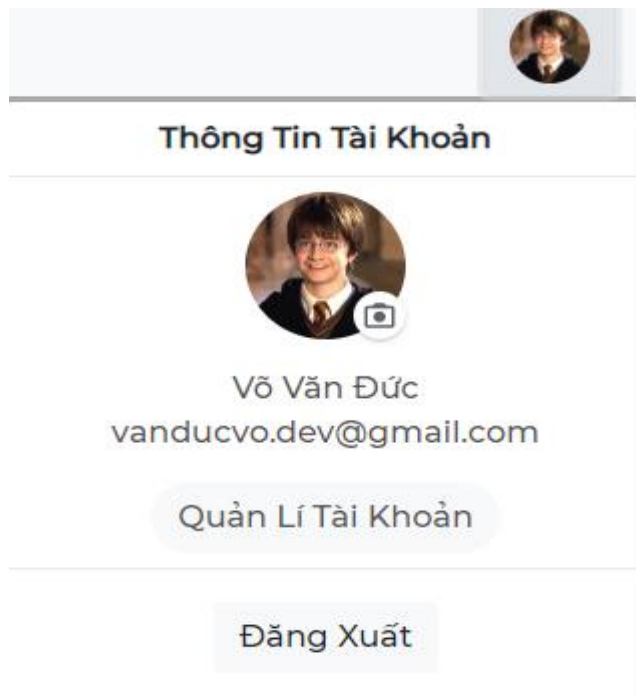 Thông Tin Tài Khoản
Võ Văn Đức
vanducvo.dev@gmail.com
Quản Lí Tài Khoản
Đăng Xuất